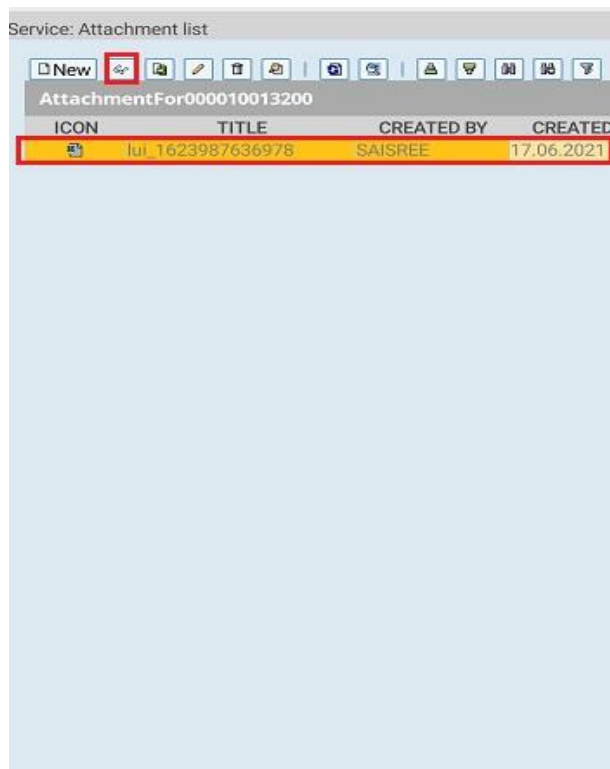 Service: Attachment list
New
AttachmentFor000010013200
ICON TITLE CREATED BY CREATED
lui_1623987636978 SAISREE 17.06.2021